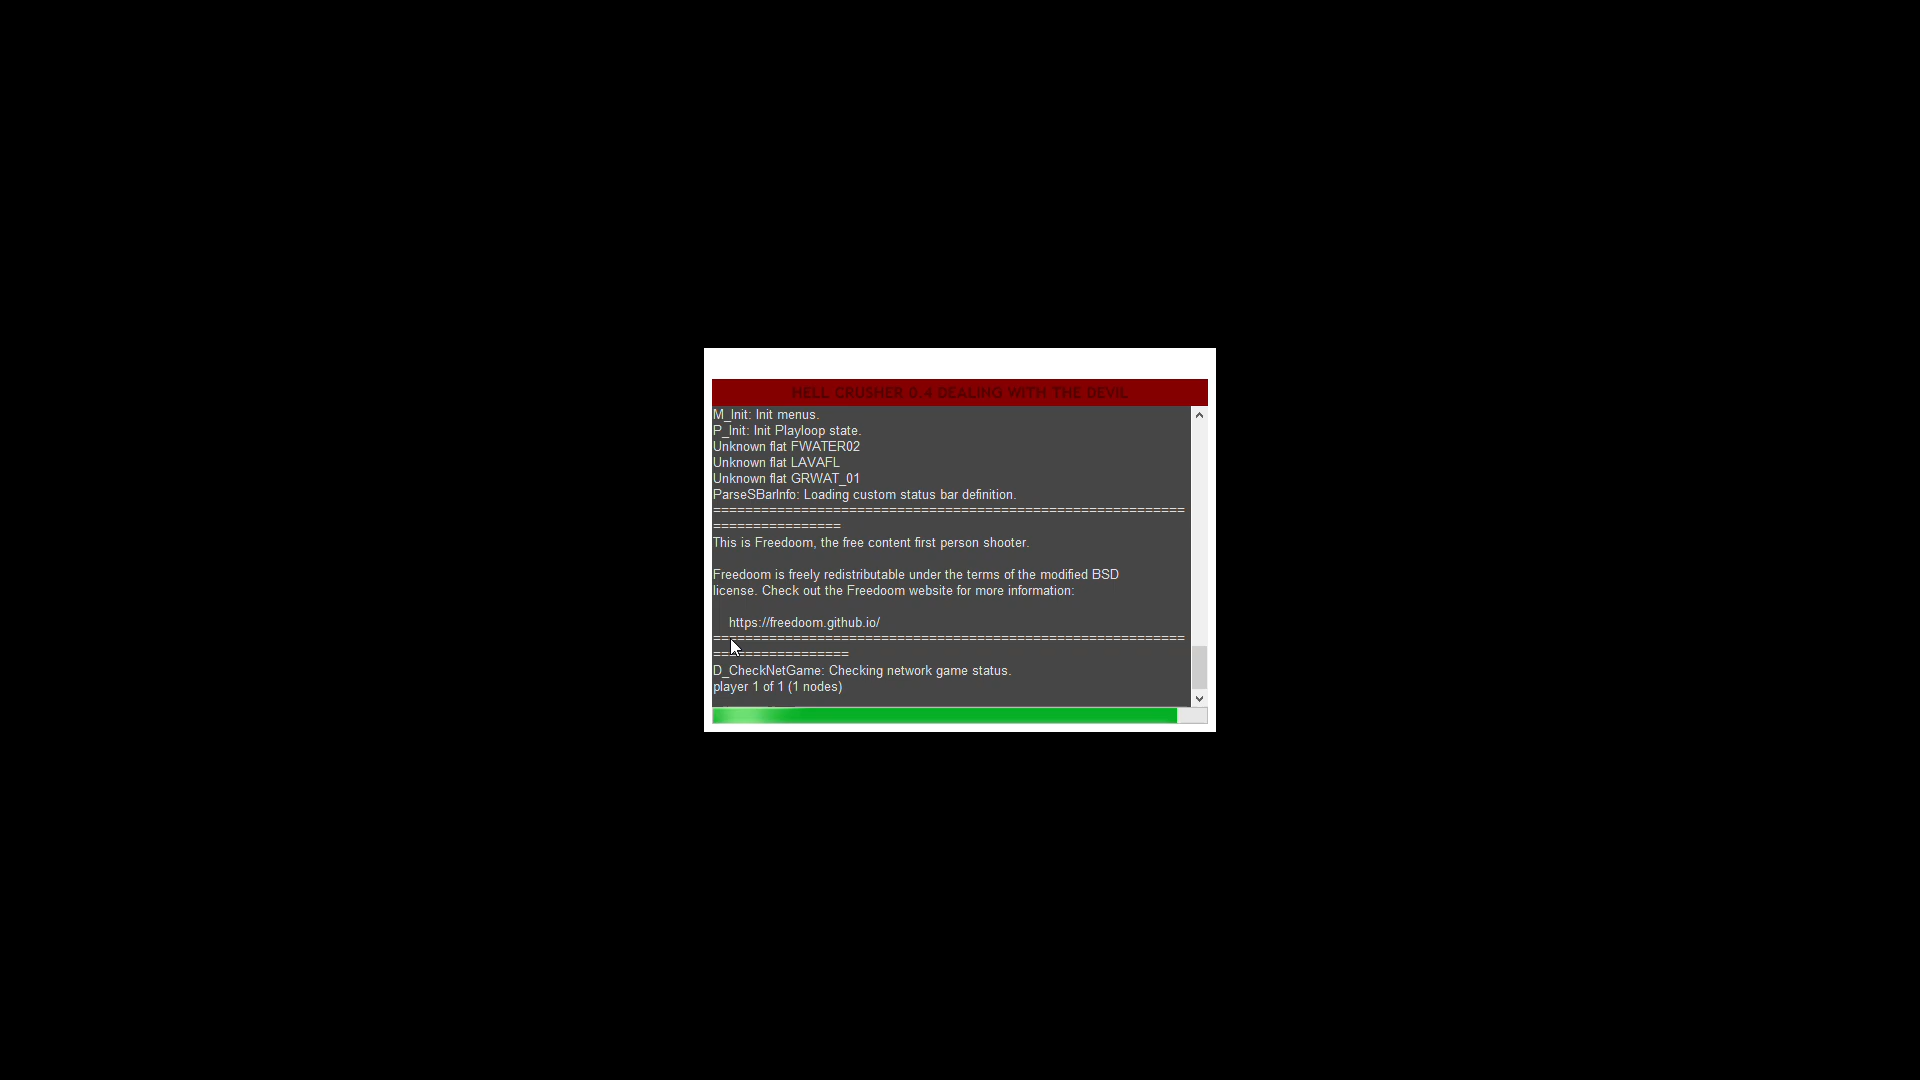 HELL CRUSHER 0.4 DEALING WITH THE DEVIL
M_Init: Init menus.
P_Init: Init Playloop state.
Unknown flat FWATER02
Unknown flat LAVAFL
Unknown flat GRWAT_01
ParseSBarInfo: Loading custom status bar definition.
===========================================================
================
This is Freedoom, the free content first person shooter.
Freedoom is freely redistributable under the terms of the modified BSD
license. Check out the Freedoom website for more information:
https://freedoom.github.io/
===========================================================
=================
D_CheckNetGame: Checking network game status.
player 1 of 1 (1 nodes)